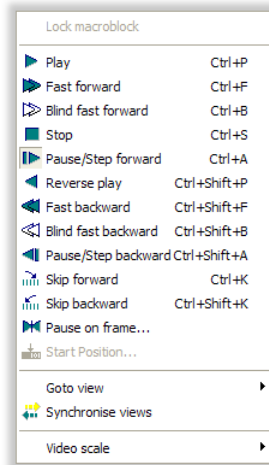 Lock macroblock
Play Ctrl+P
Fast forward Ctrl+F
Blind fast forward Ctrl+B
Stop Ctrl+S
Pause/Step forward Ctrl+A
Reverse play Ctrl+Shift+P
Fast backward Ctrl+Shift+F
Blind fast backward Ctrl+Shift+B
Pause/Step backward Ctrl+Shift+A
Skip forward Ctrl+K
Skip backward Ctrl+Shift+K
Pause on frame...
Start Position...
Goto view
Synchronise views
Video scale